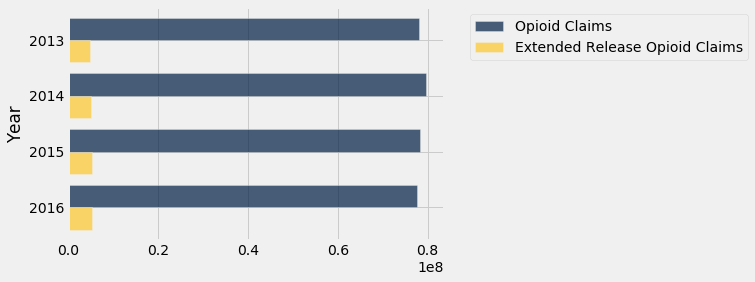 Opioid Claims
Extended Release Opioid Claims
Year
2013
2014
2015
2016
0.0 0.2 0.4 0.6 0.8
1e8